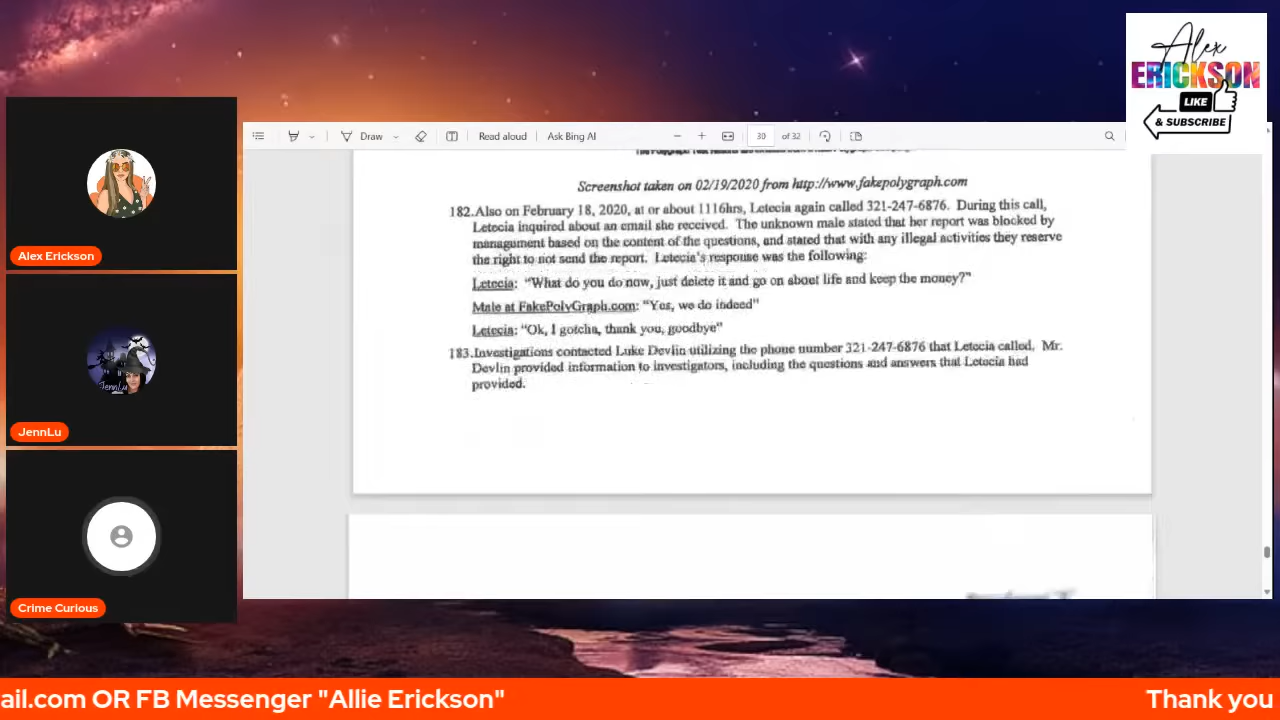 Alex
ERICKSON
LIKE
& SUBSCRIBE
Draw
Read aloud
Ask Bing AI
30
of 32
Screenshot taken on 02/19/2020 from http://www.fakepolygraph.com
182.Also on February 18, 2020, at or about 1116hrs, Letecia again called 321-247-6876. During this call,
Letecia inquired about an email she received. The unknown male stated that her report was blocked by
management based on the content of the questions, and stated that with any illegal activities they reserve
the right to not send the report. Letecia's response was the following:
Letecia: "What do you do now, just delete it and go on about life and keep the money?"
Male at FakePolyGraph.com: "Yes, we do indeed"
Letecia: "Ok, I gotcha, thank you, goodbye"
183.Investigations contacted Luke Devlin utilizing the phone number 321-247-6876 that Letecia called, Mr.
Devlin provided information to investigators, including the questions and answers that Letecia had
provided.
Alex Erickson
JennLu
JennLu
Crime Curious
ail.com OR FB Messenger "Allie Erickson"
Thank you